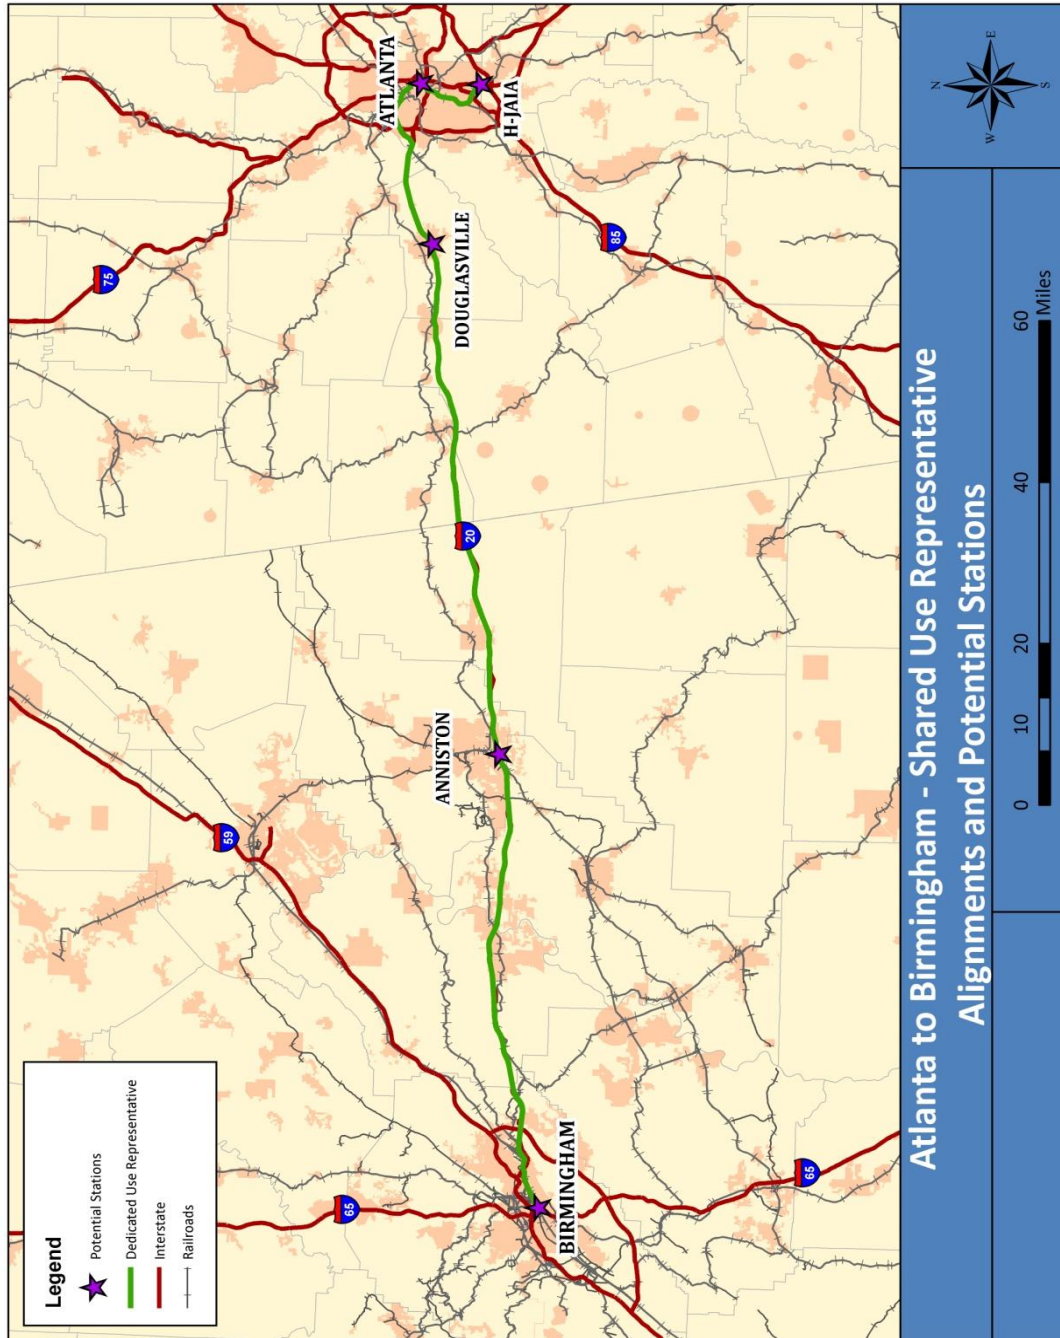 Legend
Potential Stations
Dedicated Use Representative
Interstate
Railroads
75
59
65
ATLANTA
H-JAIA
DOUGLASVILLE
20
ANNISTON
BIRMINGHAM
85
65
Atlanta to Birmingham - Shared Use Representative
Alignments and Potential Stations
0 10 20 40 60
Miles
N
W E
S